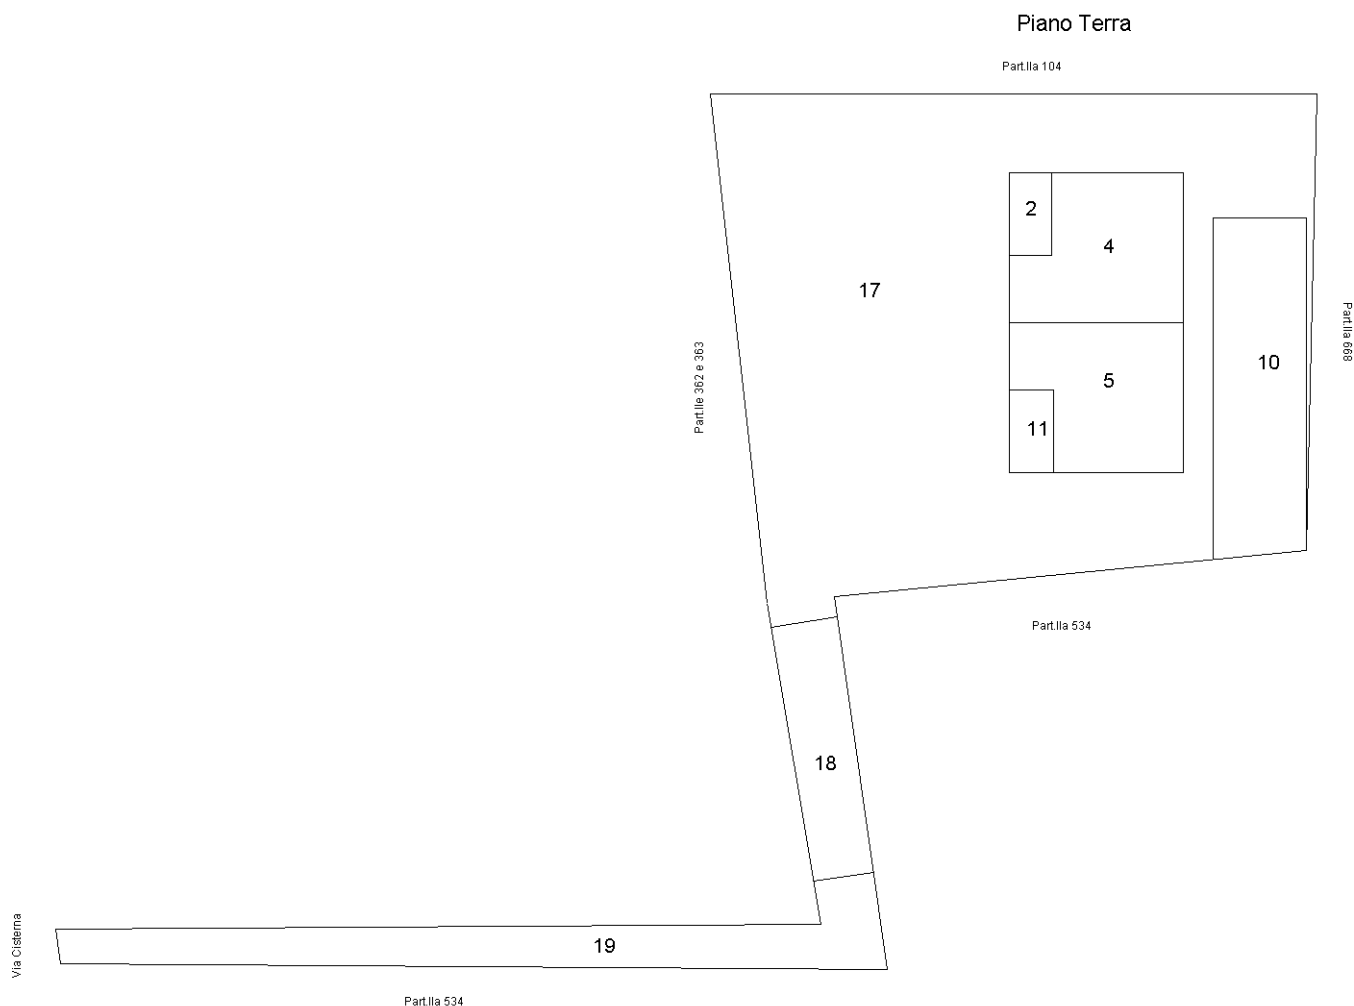 Piano Terra
Part.lla 104
2
4
17
Part.lla 668
Part.lle 362 e 363
10
5
11
Part.lla 534
18
Via Cisterna
19
Part.lla 534